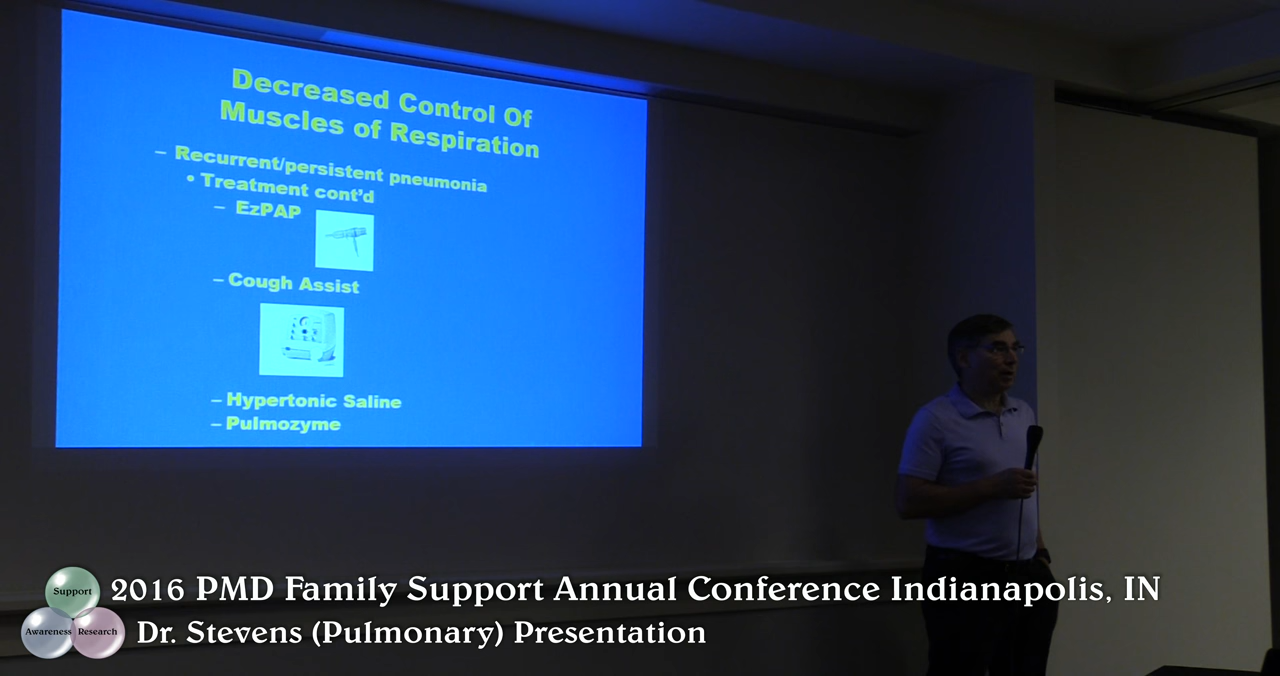 Decreased Control Of
Muscles of Respiration
– Recurrent/persistent pneumonia
• Treatment cont'd
– EzPAP
– Cough Assist
– Hypertonic Saline
– Pulmozyme
Support
Awareness Research
2016 PMD Family Support Annual Conference Indianapolis, IN
Dr. Stevens (Pulmonary) Presentation